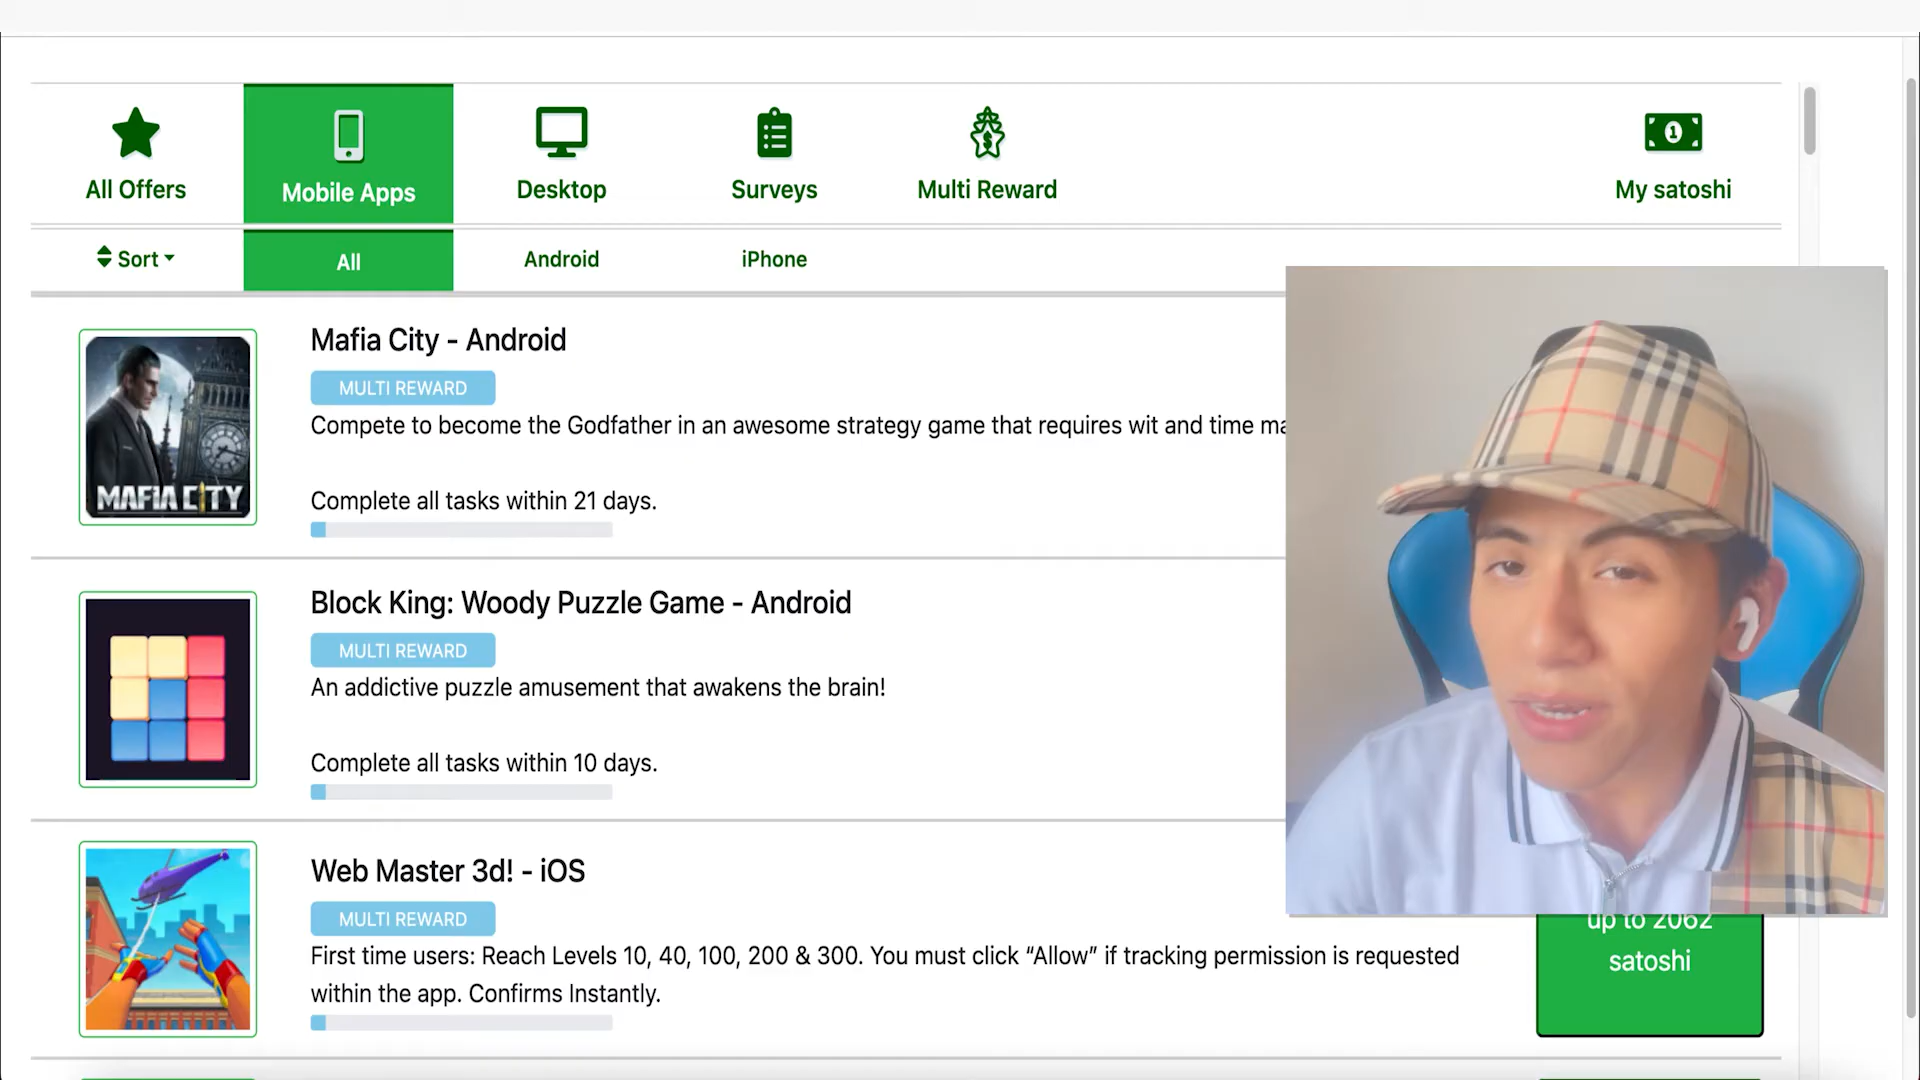 All Offers
Mobile Apps
Desktop
Surveys
Multi Reward
1
My satoshi
Sort
All
Android
iPhone
MAFIA CITY
Mafia City - Android
MULTI REWARD
Compete to become the Godfather in an awesome strategy game that requires wit and time
Complete all tasks within 21 days.
Block King: Woody Puzzle Game - Android
MULTI REWARD
An addictive puzzle amusement that awakens the brain!
Complete all tasks within 10 days.
Web Master 3d! - iOS
MULTI REWARD
First time users: Reach Levels 10, 40, 100, 200 & 300. You must click “Allow” if tracking permission is requested
within the app. Confirms Instantly.
up to 2062
satoshi